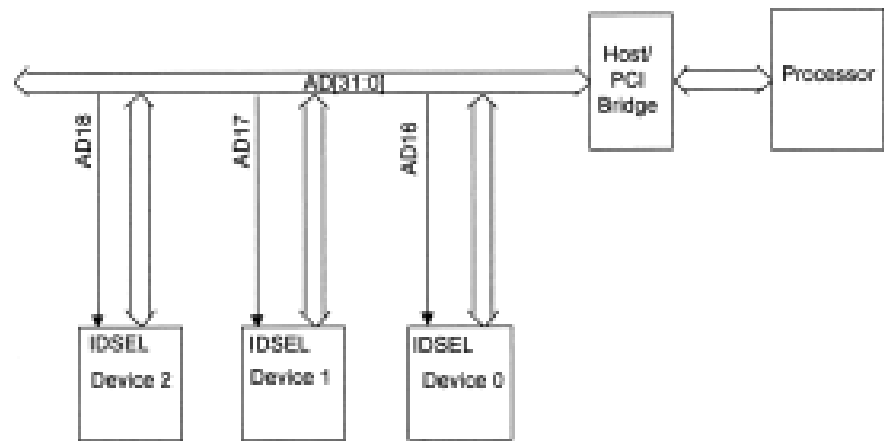 Host/
PCI
Bridge
Processor
AD[31:0]
AD18
AD17
AD16
IDSEL
Device 2
IDSEL
Device 1
IDSEL
Device 0